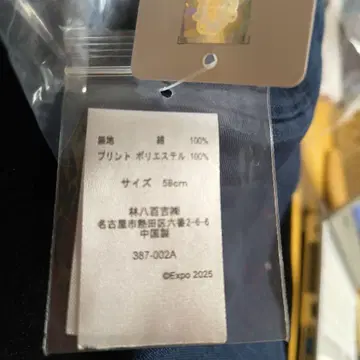 無地 綿 100%
プリント ポリエステル 100%
サイズ 58cm
林八百吉㈱
名古屋市熱田区六番2-6-6
中国製
387-002A
©Expo 2025